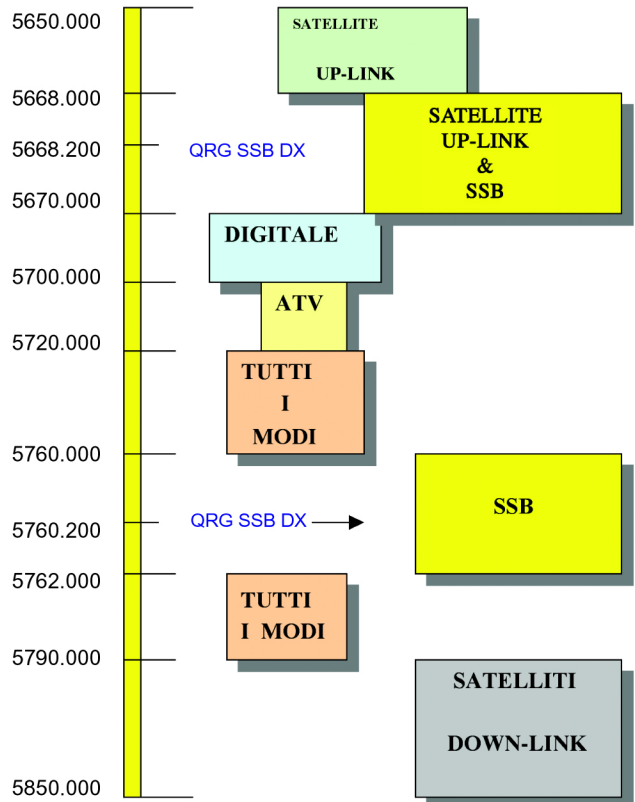 5650.000
SATELLITE
UP-LINK
5668.000
SATELLITE
UP-LINK
&
SSB
5668.200
QRG SSB DX
5670.000
DIGITALE
5700.000
ATV
5720.000
TUTTI
I
MODI
5760.000
SSB
QRG SSB DX
5760.200
5762.000
TUTTI
I MODI
5790.000
SATELLITI
DOWN-LINK
5850.000